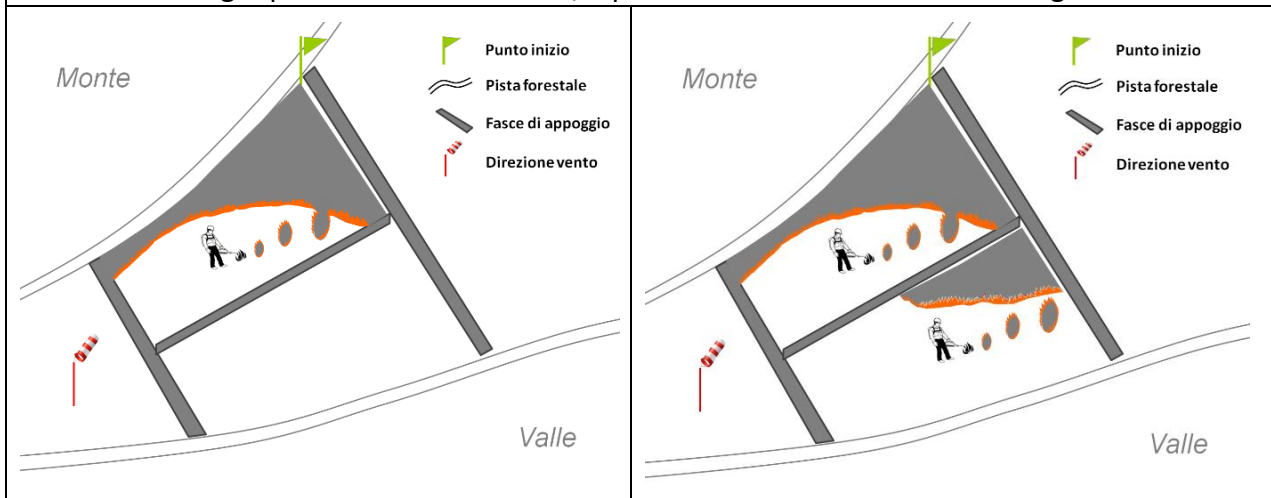 Monte
Punto inizio
Pista forestale
Fasce di appoggio
Direzione vento
Valle
Monte
Punto inizio
Pista forestale
Fasce di appoggio
Direzione vento
Valle